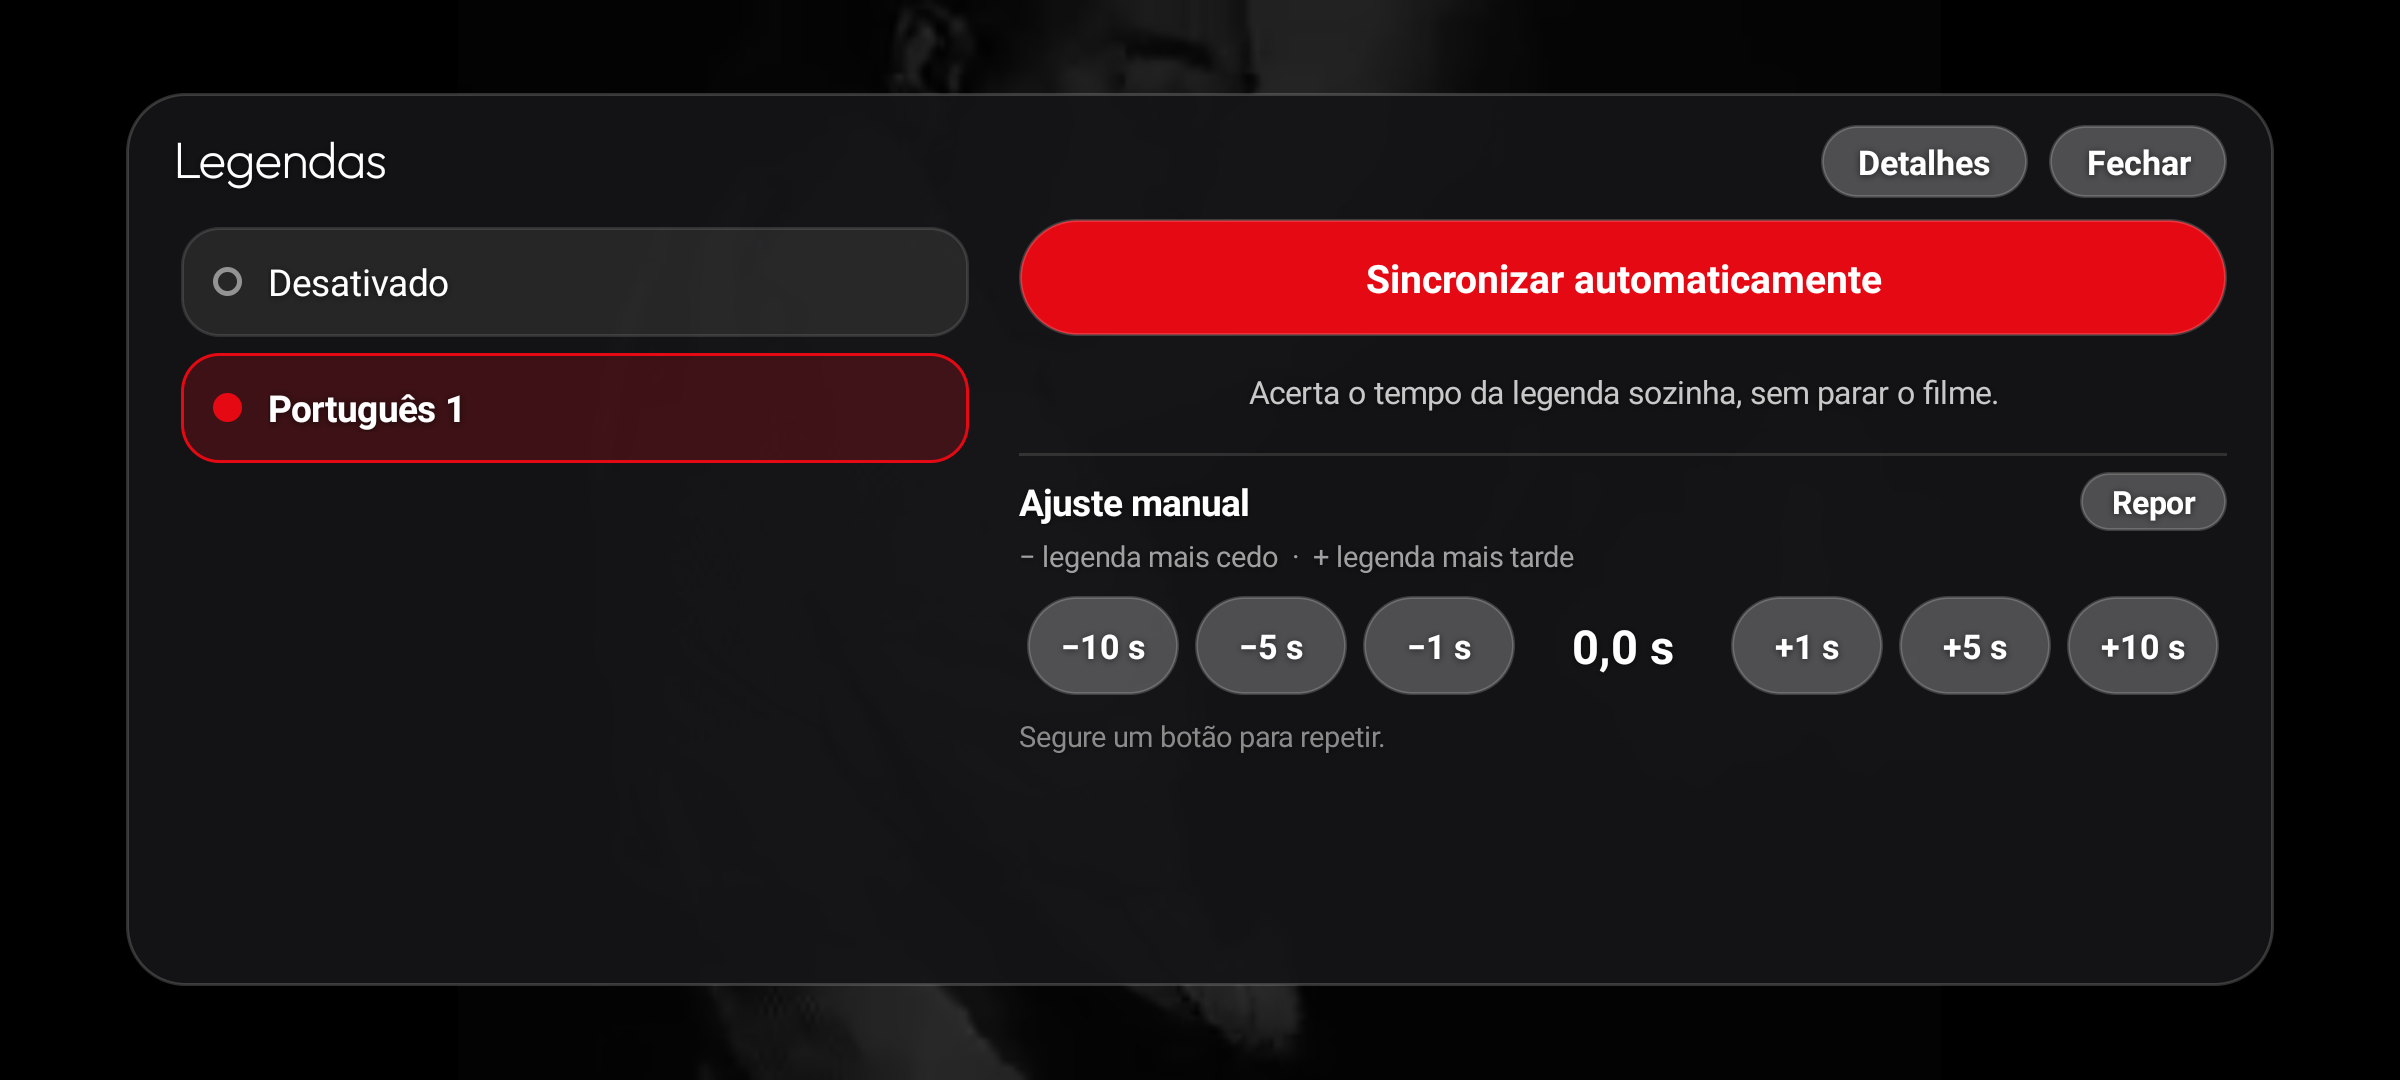 Legendas
Detalhes
Fechar
Desativado
Português 1
Sincronizar automaticamente
Acerta o tempo da legenda sozinha, sem parar o filme.
Ajuste manual
Repor
− legenda mais cedo · + legenda mais tarde
−10 s
−5 s
−1 s
0,0 s
+1 s
+5 s
+10 s
Segure um botão para repetir.